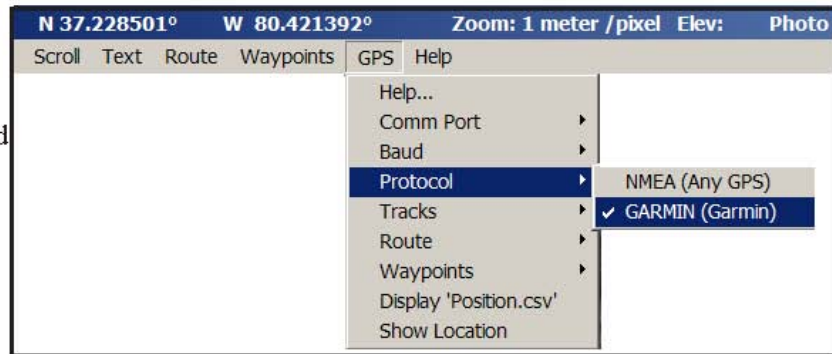 N 37.228501° W 80.421392° Zoom: 1 meter /pixel Elev: Photo
Scroll Text Route Waypoints GPS Help
Help...
Comm Port
d
Baud
Protocol
NMEA (Any GPS)
Tracks
✓ GARMIN (Garmin)
Route
Waypoints
Display 'Position.csv'
Show Location